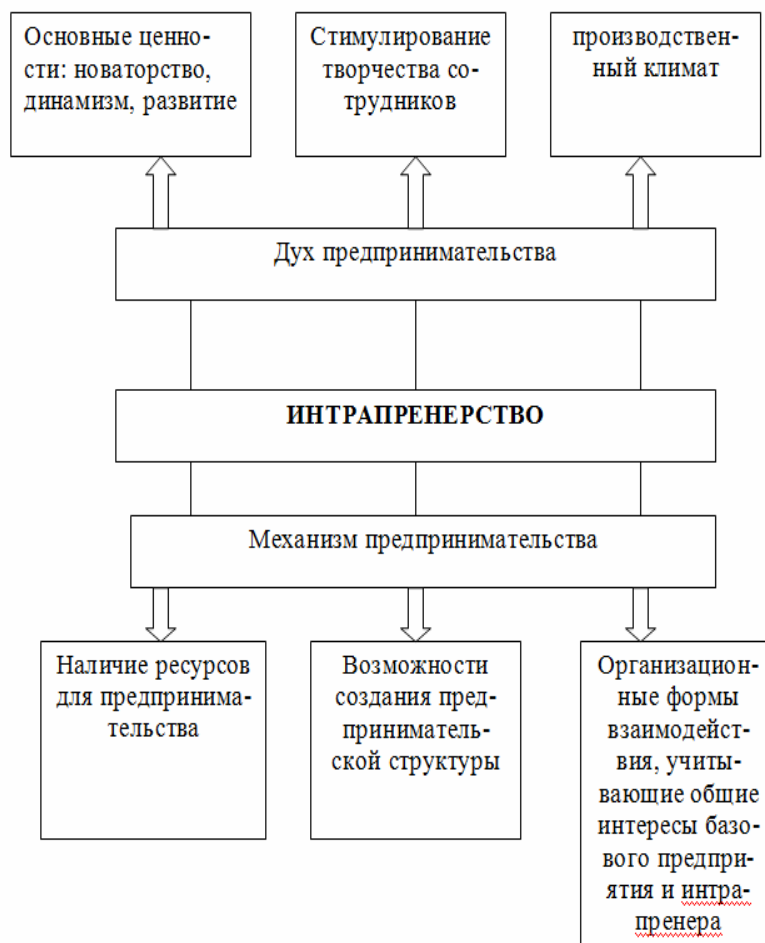 Основные ценно-
сти: новаторство,
динамизм, развитие
Стимулирование
творчества со-
трудников
производствен-
ный климат
Дух предпринимательства
ИНТРАПРЕНЕРСТВО
Механизм предпринимательства
Наличие ресурсов
для предпринима-
тельства
Возможности
создания пред-
приниматель-
ской структуры
Организацион-
ные формы
взаимодейст-
вия, учиты-
вающие общие
интересы базо-
вого предпри-
ятия и интра-
пренера